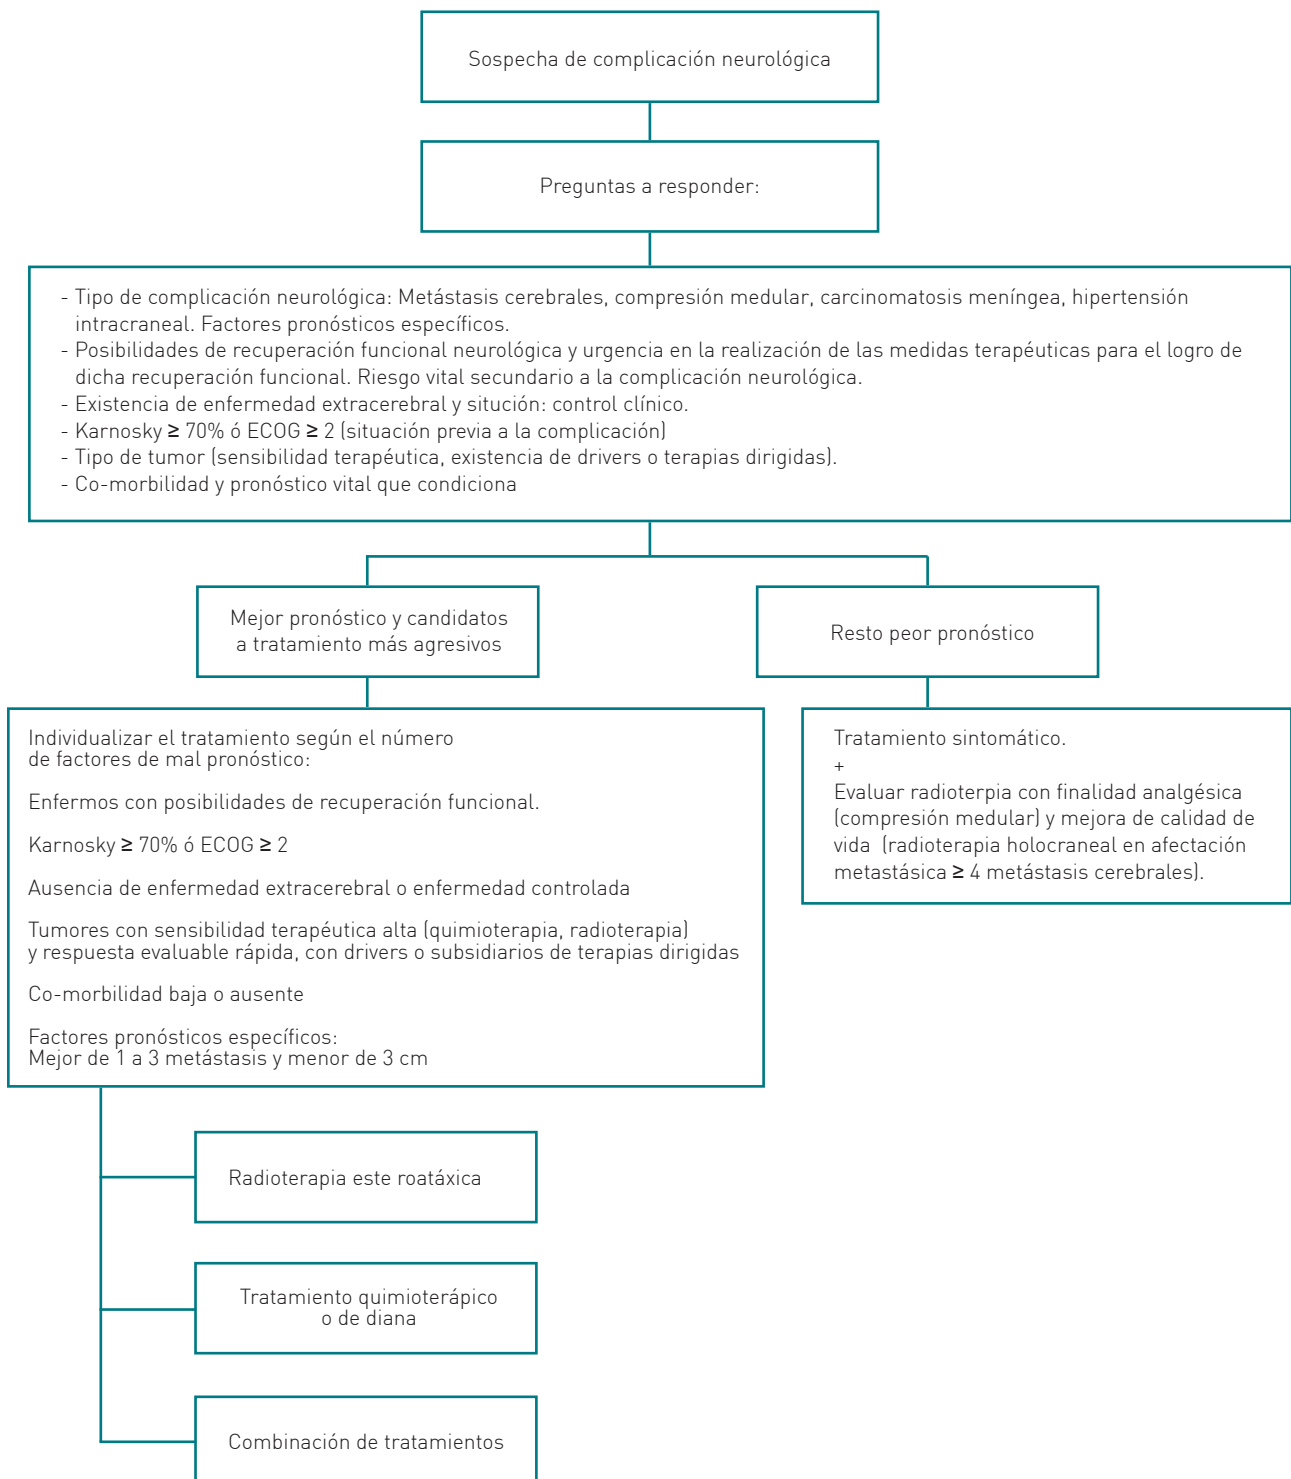 Sospecha de complicación neurológica
Preguntas a responder:
- Tipo de complicación neurológica: Metástasis cerebrales, compresión medular, carcinomatosis meníngea, hipertensión
intracraneal. Factores pronósticos específicos.
- Posibilidades de recuperación funcional neurológica y urgencia en la realización de las medidas terapéuticas para el logro de
dicha recuperación funcional. Riesgo vital secundario a la complicación neurológica.
- Existencia de enfermedad extracerebral y situción: control clínico.
- Karnosky ≥ 70% ó ECOG ≥ 2 (situación previa a la complicación)
- Tipo de tumor (sensibilidad terapéutica, existencia de drivers o terapias dirigidas).
- Co-morbilidad y pronóstico vital que condiciona
Mejor pronóstico y candidatos
a tratamiento más agresivos
Resto peor pronóstico
Individualizar el tratamiento según el número
de factores de mal pronóstico:
Enfermos con posibilidades de recuperación funcional.
Karnosky ≥ 70% ó ECOG ≥ 2
Ausencia de enfermedad extracerebral o enfermedad controlada
Tumores con sensibilidad terapéutica alta (quimioterapia, radioterapia)
y respuesta evaluable rápida, con drivers o subsidiarios de terapias dirigidas
Co-morbilidad baja o ausente
Factores pronósticos específicos:
Mejor de 1 a 3 metástasis y menor de 3 cm
Tratamiento sintomático.
+
Evaluar radioterpia con finalidad analgésica
(compresión medular) y mejora de calidad de
vida (radioterapia holocraneal en afectación
metastásica ≥ 4 metástasis cerebrales).
Radioterapia este roatáxica
Tratamiento quimioterápico
o de diana
Combinación de tratamientos